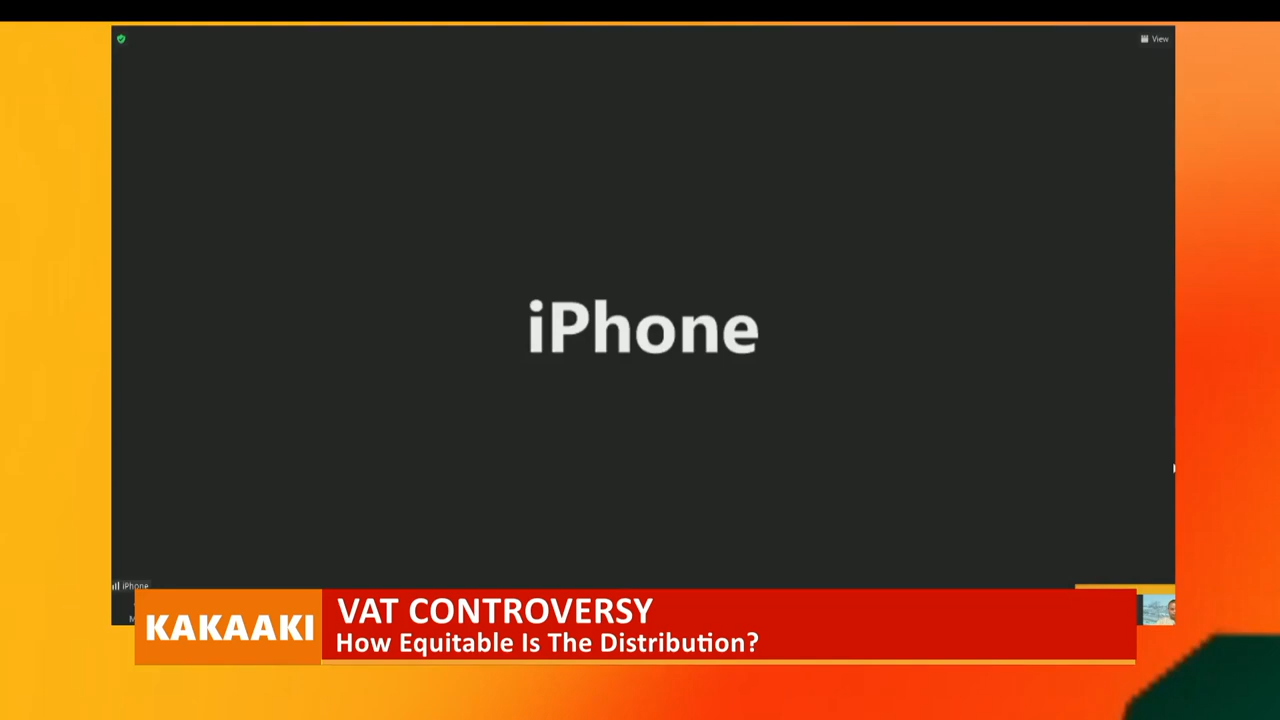 View
iPhone
iPhone
KAKAAKI
VAT CONTROVERSY
How Equitable Is The Distribution?